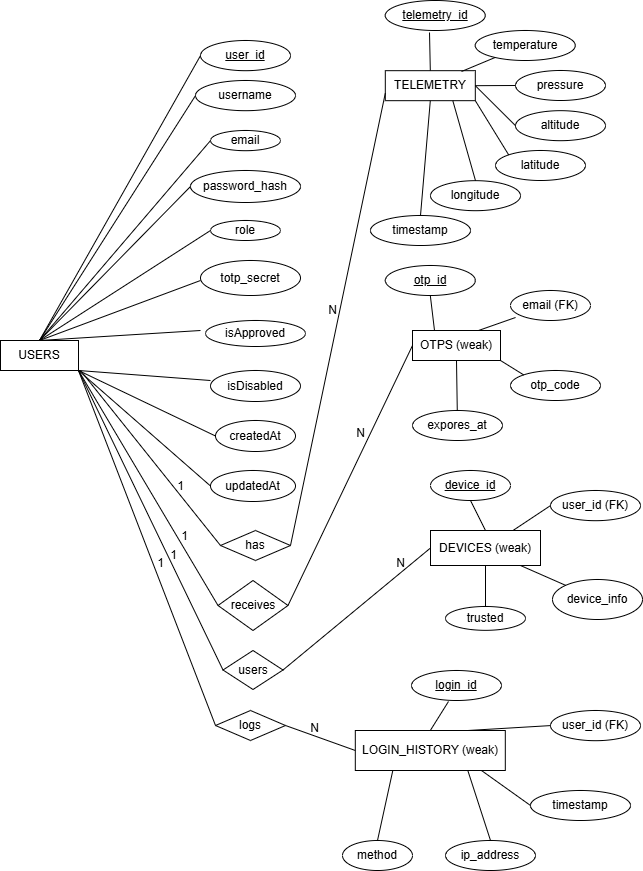 telemetry_id
temperature
user_id
TELEMETRY
pressure
username
altitude
email
latitude
password_hash
longitude
role
timestamp
totp_secret
otp_id
email (FK)
N
isApproved
OTPS (weak)
USERS
isDisabled
otp_code
expores_at
createdAt
N
updatedAt
1
device_id
user_id (FK)
1
has
DEVICES (weak)
1
1
N
receives
device_info
trusted
users
login_id
logs
N
user_id (FK)
LOGIN_HISTORY (weak)
timestamp
method
ip_address